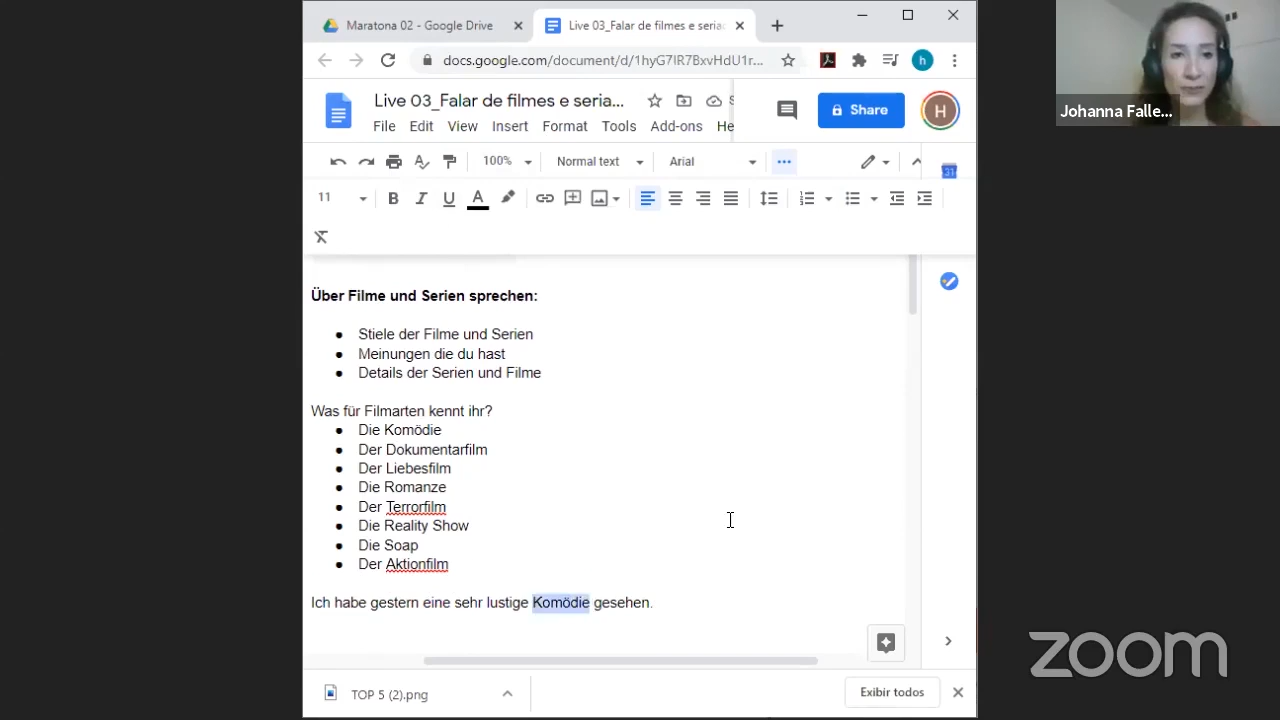 Maratona 02 - Google Drive
Live 03_Falar de filmes e seria
docs.google.com/document/d/1hyG7IR7BxvHdU1r...
h
Live 03_Falar de filmes e seria...
S
Share
H
File Edit View Insert Format Tools Add-ons He
100% Normal text Arial
31
11 B I U A
Über Filme und Serien sprechen:
Stiele der Filme und Serien
Meinungen die du hast
Details der Serien und Filme
Was für Filmarten kennt ihr?
Die Komödie
Der Dokumentarfilm
Der Liebesfilm
Die Romanze
Der Terrorfilm
Die Reality Show
Die Soap
Der Aktionfilm
Ich habe gestern eine sehr lustige Komödie gesehen.
TOP 5 (2).png
Exibir todos
Johanna Falle...
zoom